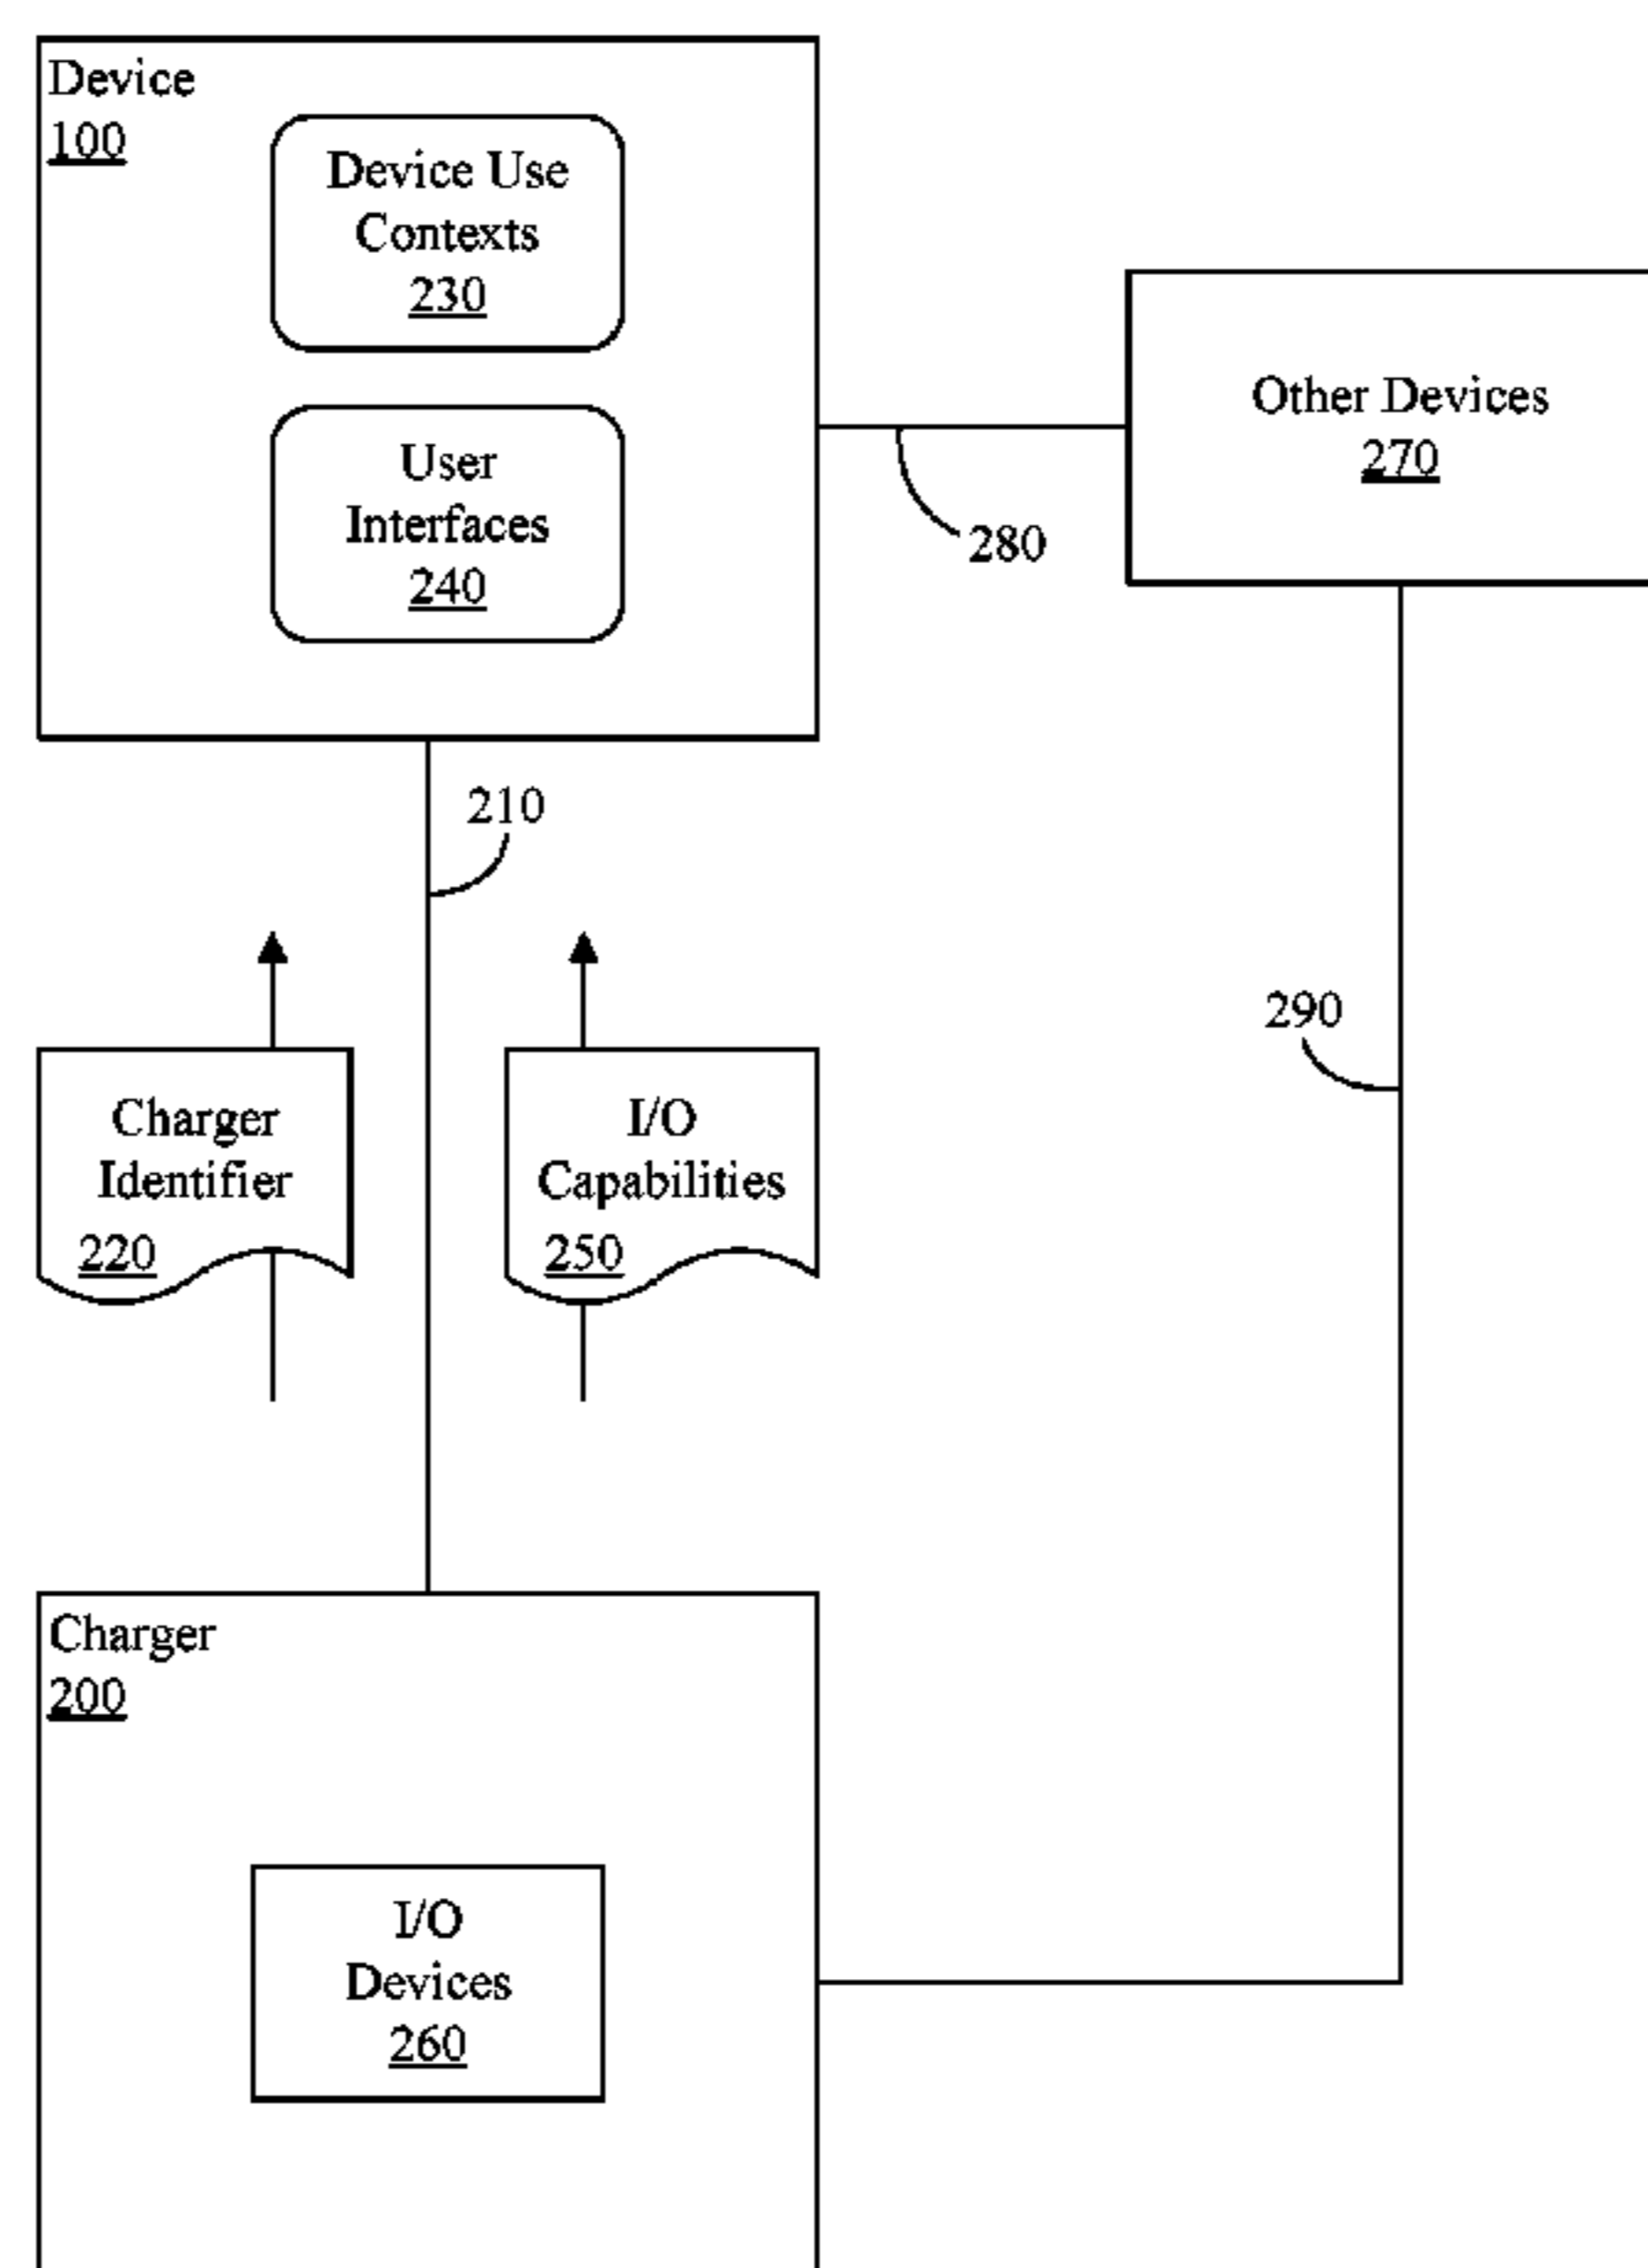 Device
100
Device Use
Contexts
230
User
Interfaces
240
Other Devices
270
280
210
290
Charger
Identifier
220
I/O
Capabilities
250
Charger
200
I/O
Devices
260